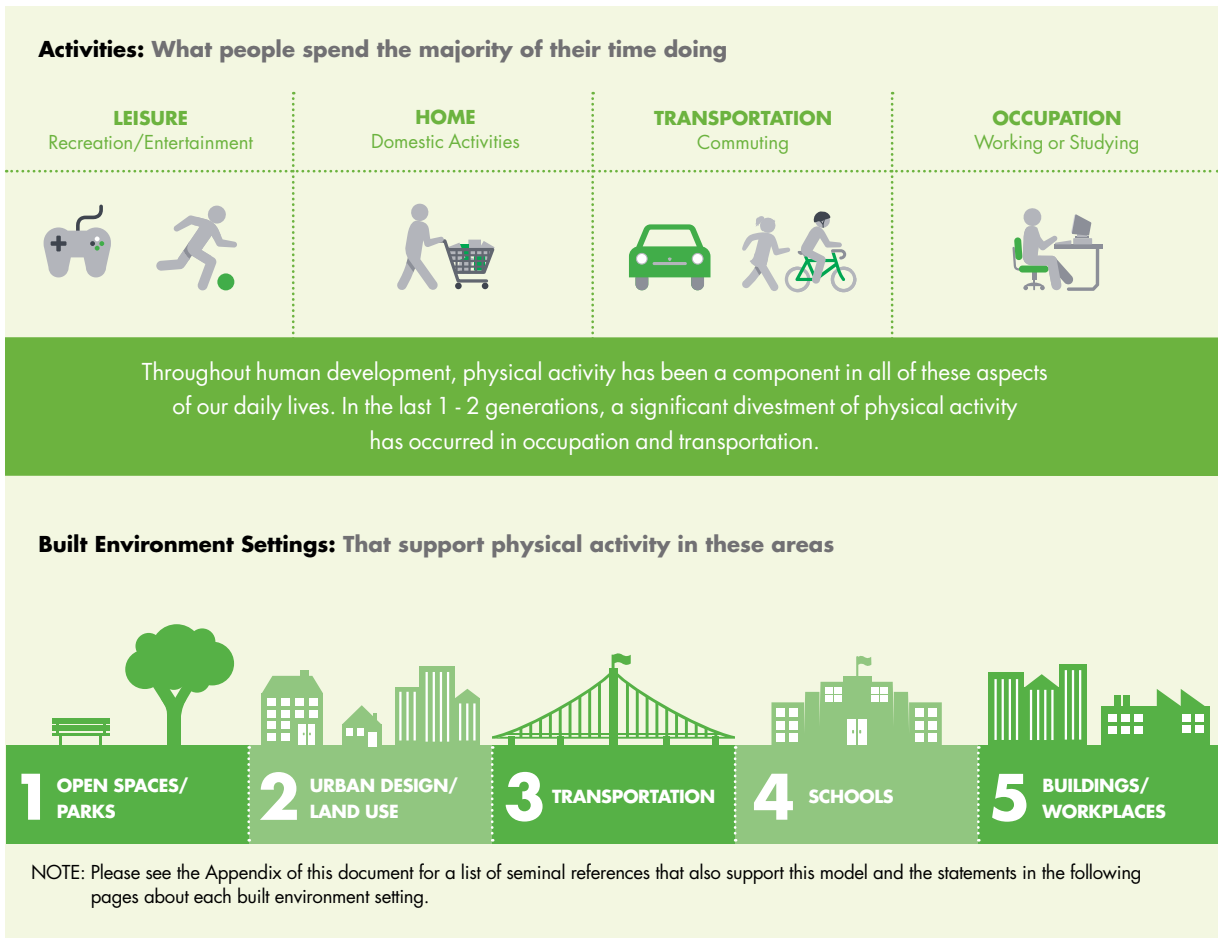 Activities: What people spend the majority of their time doing
LEISURE
Recreation/Entertainment
HOME
Domestic Activities
TRANSPORTATION
Commuting
OCCUPATION
Working or Studying
Throughout human development, physical activity has been a component in all of these aspects
of our daily lives. In the last 1 - 2 generations, a significant divestment of physical activity
has occurred in occupation and transportation.
Built Environment Settings: That support physical activity in these areas
1 OPEN SPACES/
PARKS
2 URBAN DESIGN/
LAND USE
3 TRANSPORTATION
4 SCHOOLS
5 BUILDINGS/
WORKPLACES
NOTE: Please see the Appendix of this document for a list of seminal references that also support this model and the statements in the following
pages about each built environment setting.